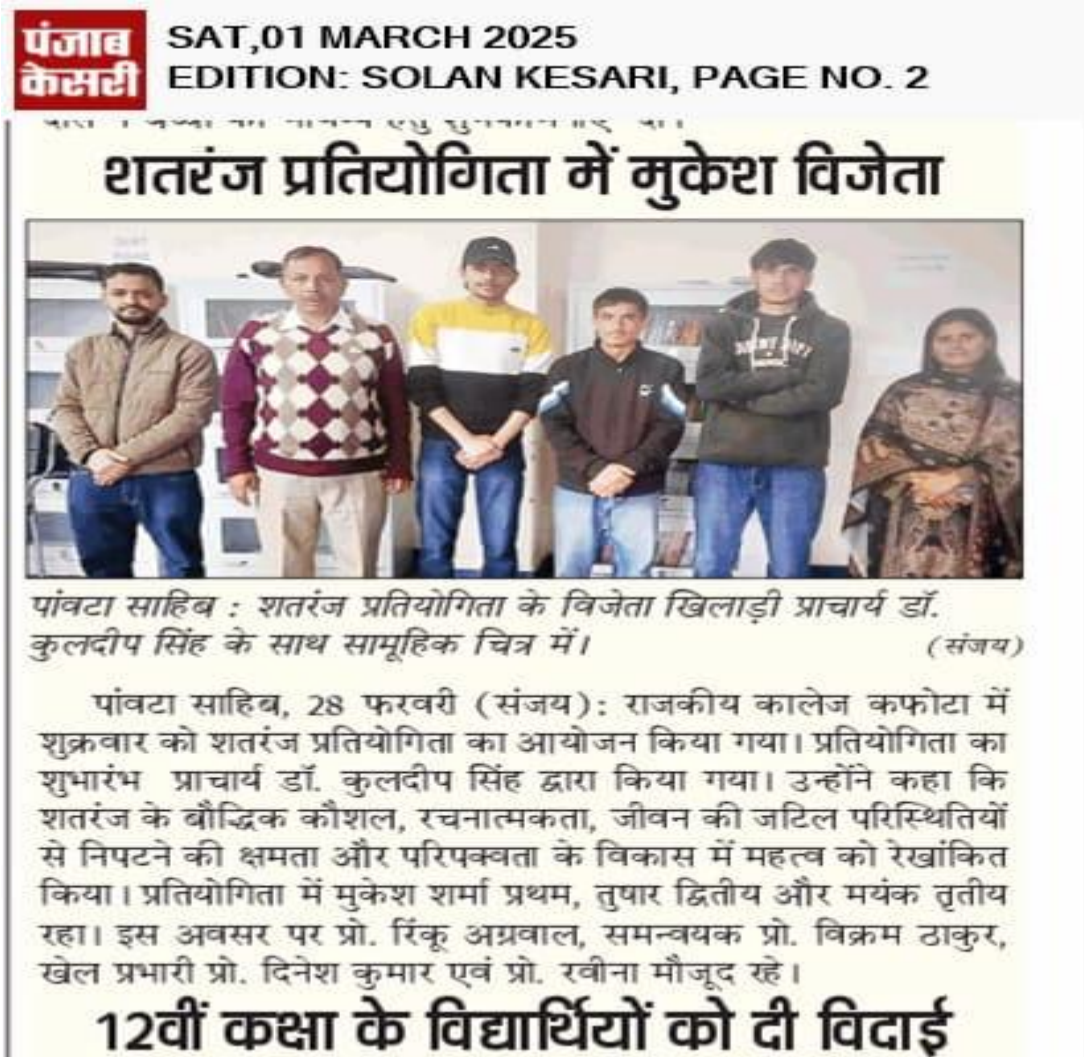 पंजाब
केसरी
SAT,01 MARCH 2025
EDITION: SOLAN KESARI, PAGE NO. 2
शतरंज प्रतियोगिता में मुकेश विजेता
पांवटा साहिब : शतरंज प्रतियोगिता के विजेता खिलाड़ी प्राचार्य डॉ.
कुलदीप सिंह के साथ सामूहिक चित्र में। (संजय)
पांवटा साहिब, 28 फरवरी (संजय): राजकीय कालेज कफोटा में
शुक्रवार को शतरंज प्रतियोगिता का आयोजन किया गया। प्रतियोगिता का
शुभारंभ प्राचार्य डॉ. कुलदीप सिंह द्वारा किया गया। उन्होंने कहा कि
शतरंज के बौद्धिक कौशल, रचनात्मकता, जीवन की जटिल परिस्थितियों
से निपटने की क्षमता और परिपक्वता के विकास में महत्व को रेखांकित
किया। प्रतियोगिता में मुकेश शर्मा प्रथम, तुषार द्वितीय और मयंक तृतीय
रहा। इस अवसर पर प्रो. रिंकू अग्रवाल, समन्वयक प्रो. विक्रम ठाकुर,
खेल प्रभारी प्रो. दिनेश कुमार एवं प्रो. रवीना मौजूद रहे।
12वीं कक्षा के विद्यार्थियों को दी विदाई